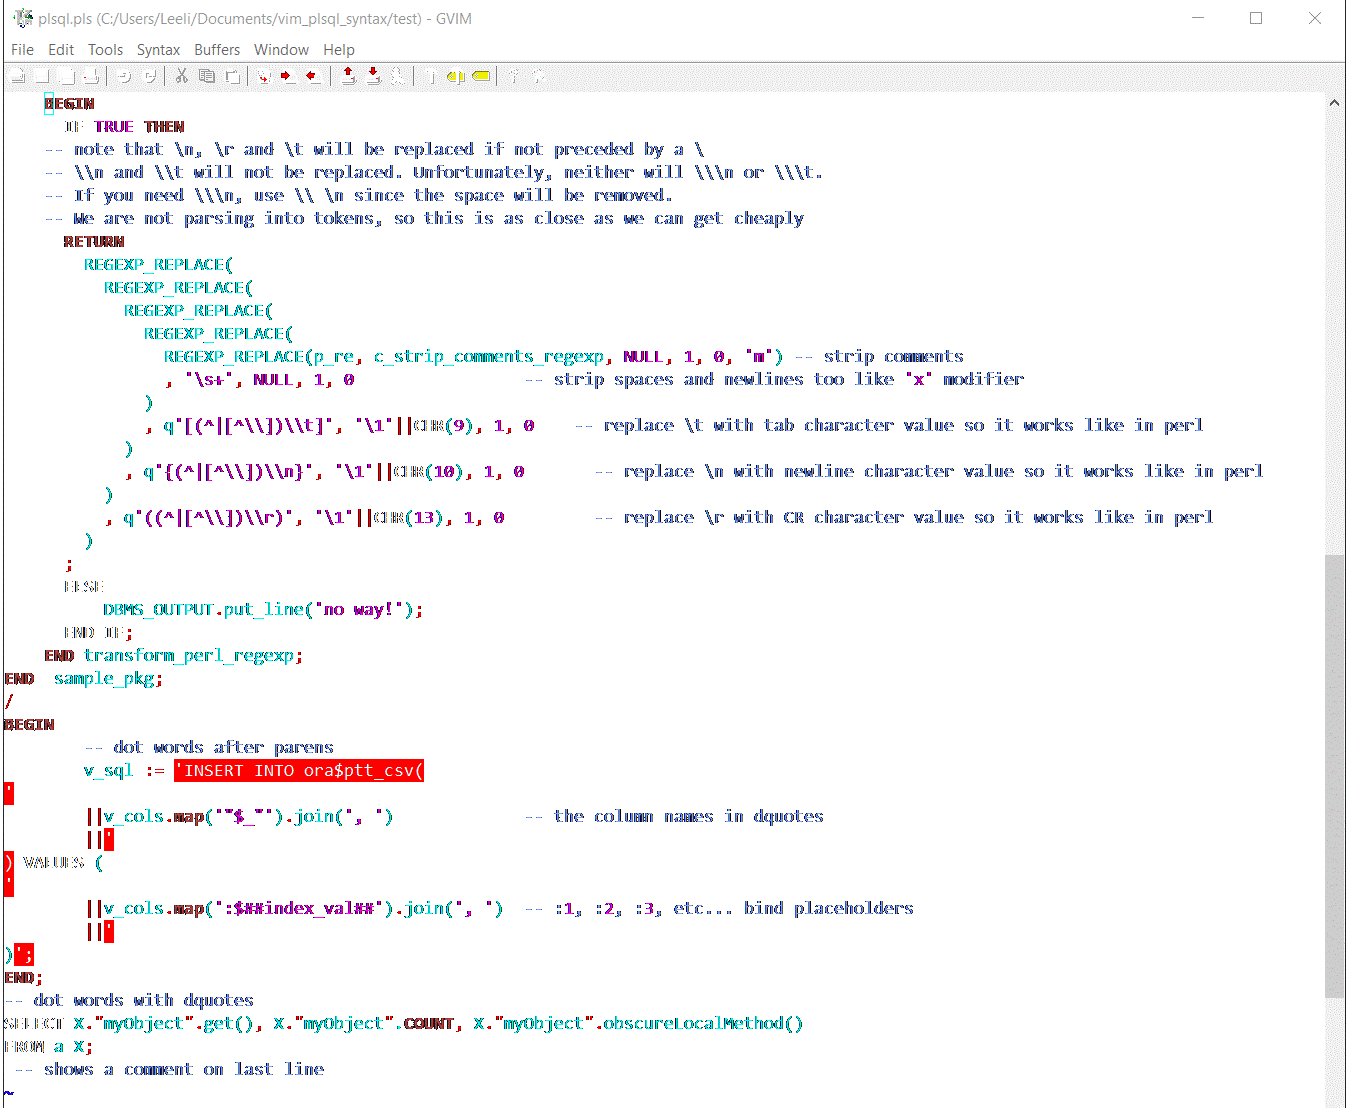 plsql.pls (C:/Users/Leeli/Documents/vim_plsql_syntax/test) - GVIM
File Edit Tools Syntax Buffers Window Help
    BEGIN
      IF TRUE THEN
    -- note that \n, \r and \t will be replaced if not preceded by a \
    -- \\n and \\t will not be replaced. Unfortunately, neither will \\\n or \\\t.
    -- If you need \\\n, use \\ \n since the space will be removed.
    -- We are not parsing into tokens, so this is as close as we can get cheaply
      RETURN
        REGEXP_REPLACE(
          REGEXP_REPLACE(
            REGEXP_REPLACE(
              REGEXP_REPLACE(
                REGEXP_REPLACE(p_re, c_strip_comments_regexp, NULL, 1, 0, 'm') -- strip comments
                , '\s+', NULL, 1, 0                 -- strip spaces and newlines too like "x" modifier
              )
              , q'[(^|[^\\])\\t]', '\1'||CHR(9), 1, 0    -- replace \t with tab character value so it works like in perl
            )
            , q'{(^|[^\\])\\n}', '\1'||CHR(10), 1, 0       -- replace \n with newline character value so it works like in perl
          )
          , q'((^|[^\\])\\r)', '\1'||CHR(13), 1, 0         -- replace \r with CR character value so it works like in perl
        )
      ;
      ELSE
          DBMS_OUTPUT.put_line('no way!');
      END IF;
    END transform_perl_regexp;
END  sample_pkg;
/
BEGIN
        -- dot words after parens
        v_sql := 'INSERT INTO ora$ptt_csv(
'
        ||v_cols.map('"$_"').join(', ')             -- the column names in dquotes
        ||'
) VALUES (
'
        ||v_cols.map(':$##index_val##').join(', ')  -- :1, :2, :3, etc... bind placeholders
        ||'
)';
END;
-- dot words with dquotes
SELECT X."myObject".get(), X."myObject".COUNT, X."myObject".obscureLocalMethod()
FROM a X;
 -- shows a comment on last line
~